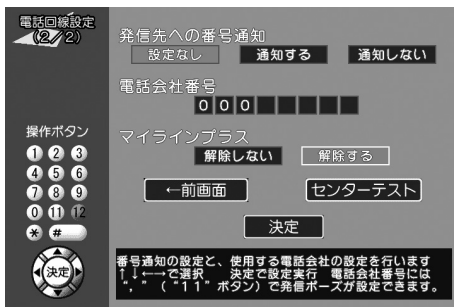 電話回線設定
(2/2)
発信先への番号通知
設定なし 通知する 通知しない
電話会社番号
0 0 0
マイラインプラス
解除しない 解除する
←前画面 センターテスト
決定
操作ボタン
1 2 3
4 5 6
7 8 9
0 11 12
* #
決定
番号通知の設定と、使用する電話会社の設定を行います
↑↓←→で選択 決定で設定実行 電話会社番号には
“,” (“11”ボタン)で発信ポーズが設定できます。